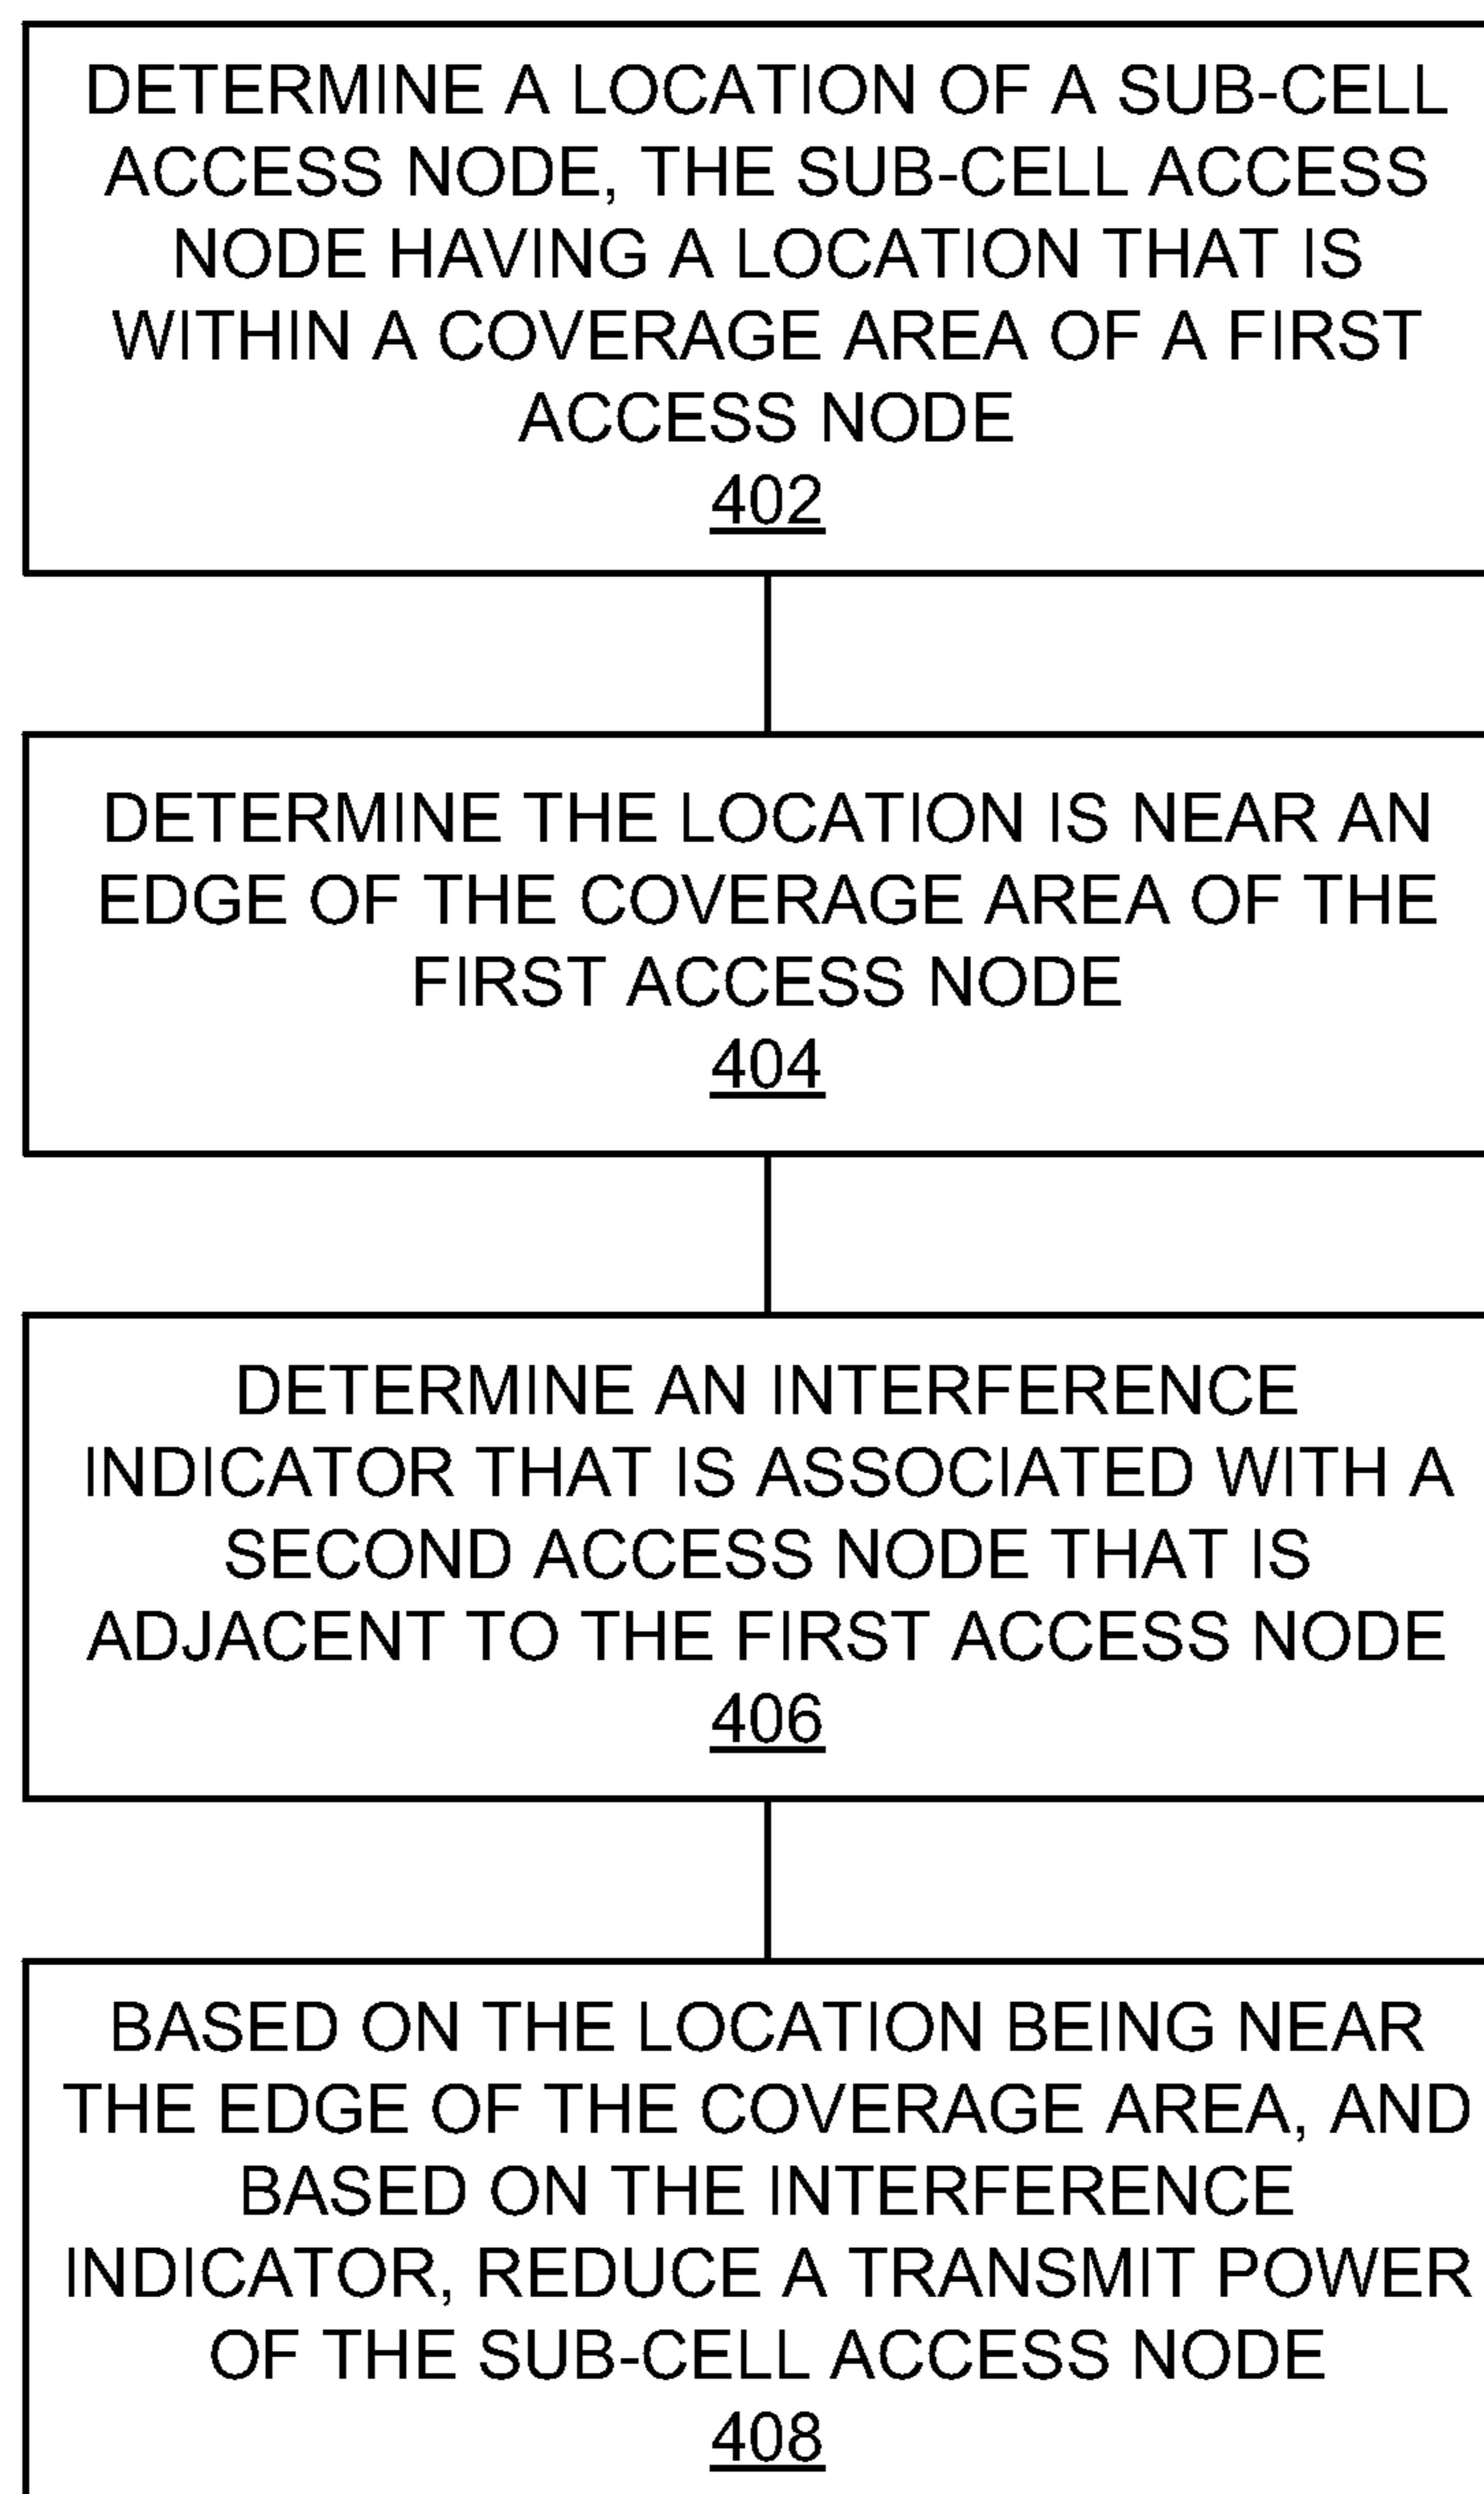 DETERMINE A LOCATION OF A SUB-CELL
ACCESS NODE, THE SUB-CELL ACCESS
NODE HAVING A LOCATION THAT IS
WITHIN A COVERAGE AREA OF A FIRST
ACCESS NODE
402
DETERMINE THE LOCATION IS NEAR AN
EDGE OF THE COVERAGE AREA OF THE
FIRST ACCESS NODE
404
DETERMINE AN INTERFERENCE
INDICATOR THAT IS ASSOCIATED WITH A
SECOND ACCESS NODE THAT IS
ADJACENT TO THE FIRST ACCESS NODE
406
BASED ON THE LOCATION BEING NEAR
THE EDGE OF THE COVERAGE AREA, AND
BASED ON THE INTERFERENCE
INDICATOR, REDUCE A TRANSMIT POWER
OF THE SUB-CELL ACCESS NODE
408